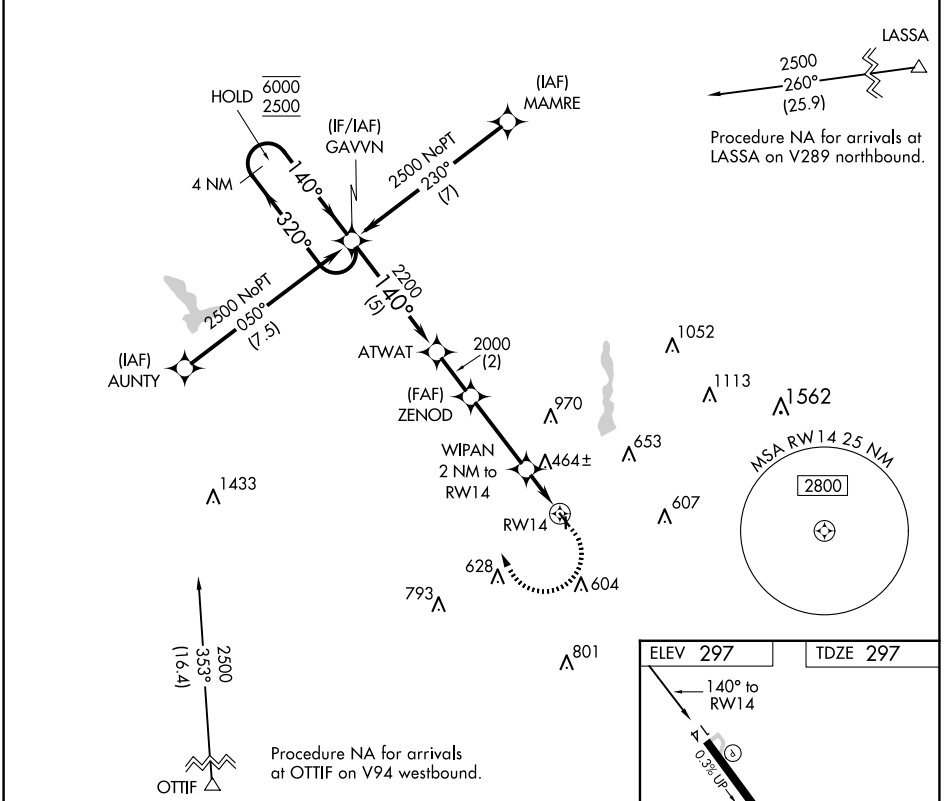 LASSA
2500
260°
(25.9)
Procedure NA for arrivals at
LASSA on V289 northbound.
HOLD
6000
2500
(IAF)
MAMRE
(IF/IAF)
GAVVN
4 NM
140°
320°
2500 NoPT
230°
(7)
2500 NoPT
050°
(7.5)
(IAF)
AUNTY
2200
140°
(5)
ATWAT
2000
(2)
(FAF)
ZENOD
WIPAN
2 NM to
RW14
RW14
1052
1113
1562
970
464±
653
607
1433
628
604
793
801
MSA RW14 25 NM
2800
2500
353°
(16.4)
OTTIF
Procedure NA for arrivals
at OTTIF on V94 westbound.
ELEV 297
TDZE 297
140° to
RW14
14
P
0.3% UP